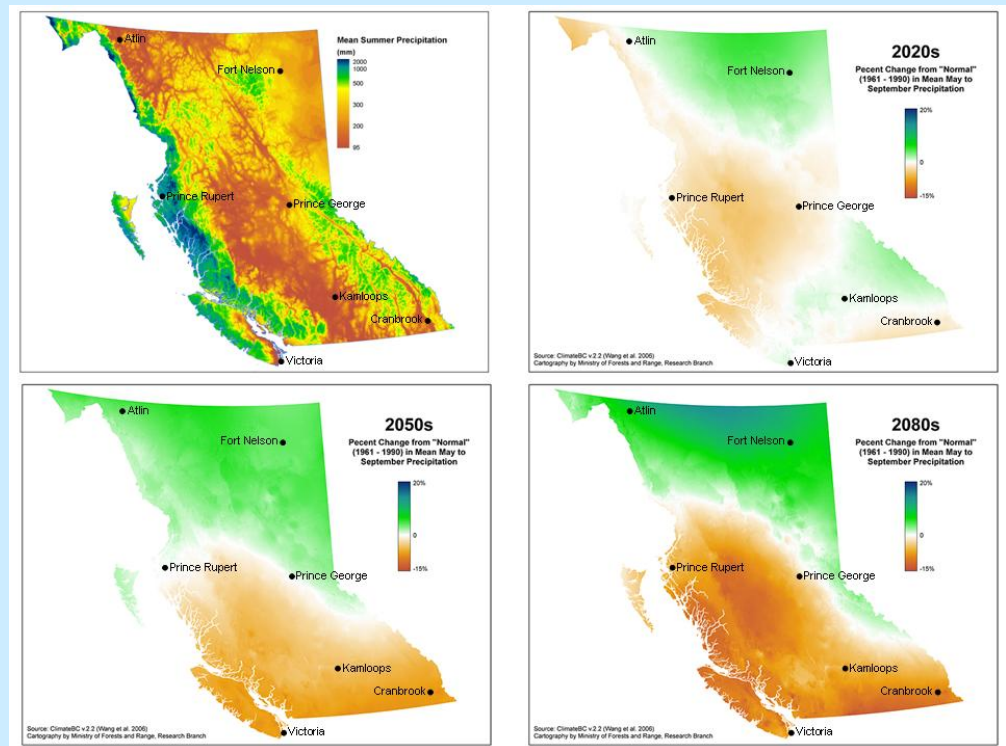 Mean Summer Precipitation
(mm)
2000
1000
500
200
95
Atlin
Fort Nelson
Prince Rupert
Prince George
Kamloops
Cranbrook
Victoria
2020s
Pecent Change from "Normal"
(1961 - 1990) in Mean May to
September Precipitation
20%
0
-15%
Atlin
Fort Nelson
Prince Rupert
Prince George
Kamloops
Cranbrook
Victoria
Source: ClimateBC v.2.2 (Wang et al. 2006)
Cartography by Ministry of Forests and Range, Research Branch
2050s
Pecent Change from "Normal"
(1961 - 1990) in Mean May to
September Precipitation
20%
0
-15%
Atlin
Fort Nelson
Prince Rupert
Prince George
Kamloops
Cranbrook
Victoria
Source: ClimateBC v.2.2 (Wang et al. 2006)
Cartography by Ministry of Forests and Range, Research Branch
2080s
Pecent Change from "Normal"
(1961 - 1990) in Mean May to
September Precipitation
20%
0
-15%
Atlin
Fort Nelson
Prince Rupert
Prince George
Kamloops
Cranbrook
Victoria
Source: ClimateBC v.2.2 (Wang et al. 2006)
Cartography by Ministry of Forests and Range, Research Branch